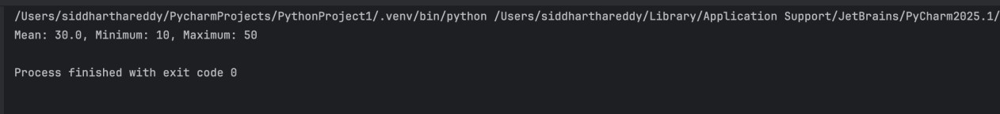 /Users/siddharthareddy/PycharmProjects/PythonProject1/.venv/bin/python /Users/siddharthareddy/Library/Application Support/JetBrains/PyCharm2025.1/
Mean: 30.0, Minimum: 10, Maximum: 50
Process finished with exit code 0